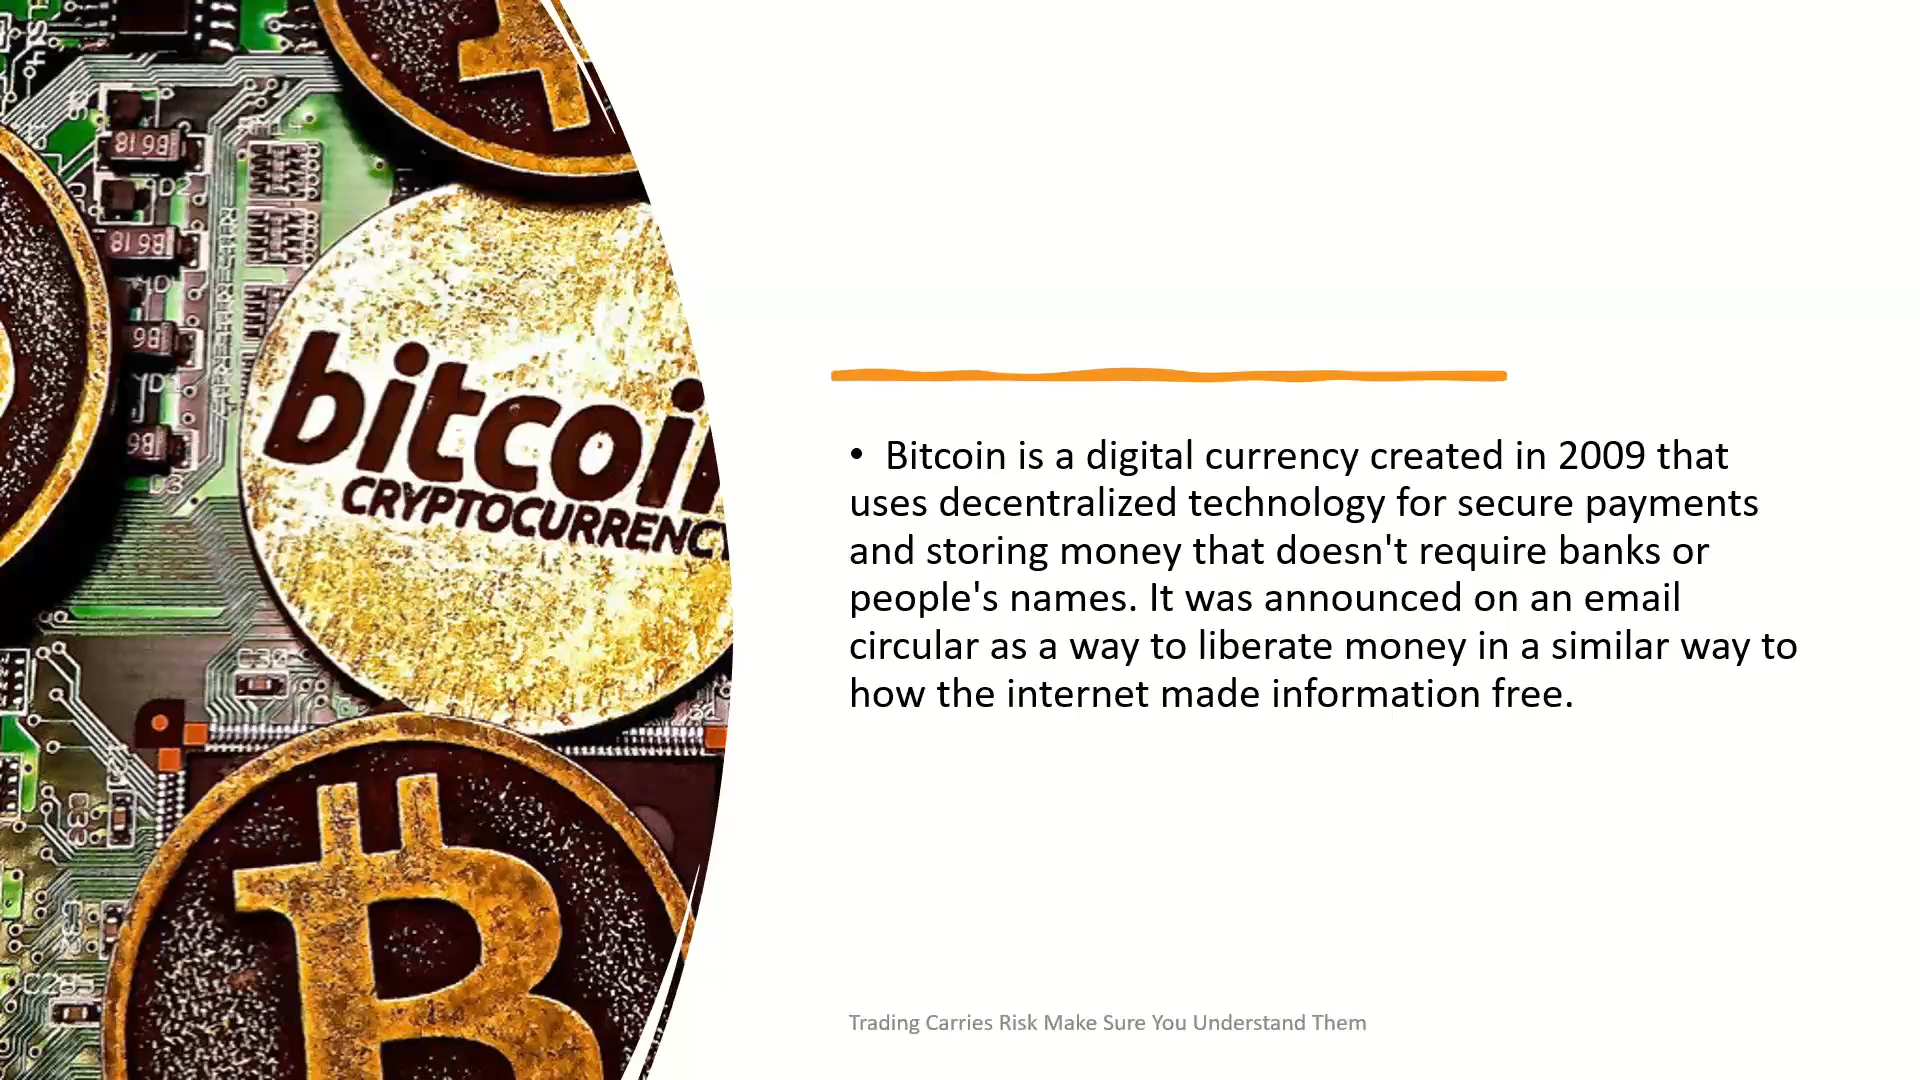 bitcoin
CRYPTOCURRENCY
• Bitcoin is a digital currency created in 2009 that
uses decentralized technology for secure payments
and storing money that doesn't require banks or
people's names. It was announced on an email
circular as a way to liberate money in a similar way to
how the internet made information free.
Trading Carries Risk Make Sure You Understand Them